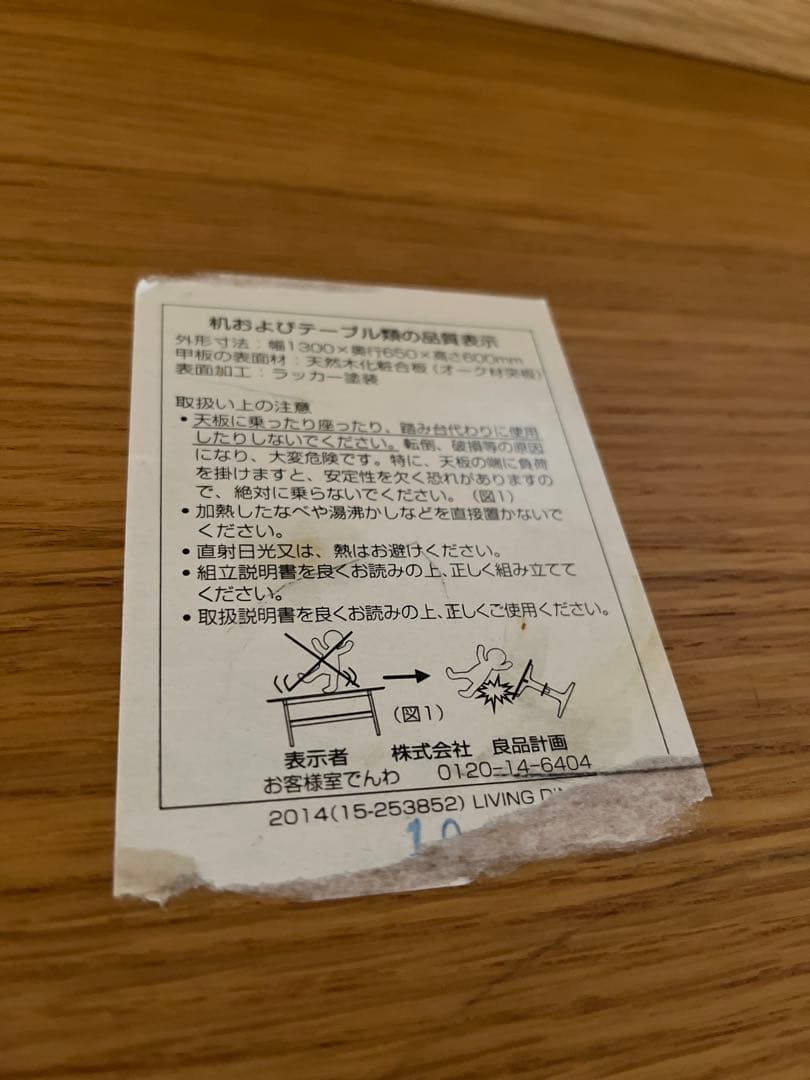 机およびテーブル類の品質表示
外形寸法：幅1300×奥行650×高さ600mm
甲板の表面材：天然木化粧合板（オーク材突板）
表面加工：ラッカー塗装
取扱い上の注意
•天板に乗ったり座ったり、踏み台代わりに使用
したりしないでください。転倒、破損等の原因
になり、大変危険です。特に、天板の端に負荷
を掛けますと、安定性を欠く恐れがありますの
で、絶対に乗らないでください。（図1）
•加熱したなべや湯沸かしなどを直接置かないで
ください。
•直射日光又は、熱はお避けください。
•組立説明書を良くお読みの上、正しく組み立てて
ください。
•取扱説明書を良くお読みの上、正しくご使用ください。
（図1）
表示者　株式会社　良品計画
お客様室でんわ　0120-14-6404
2014(15-253852) LIVING
10